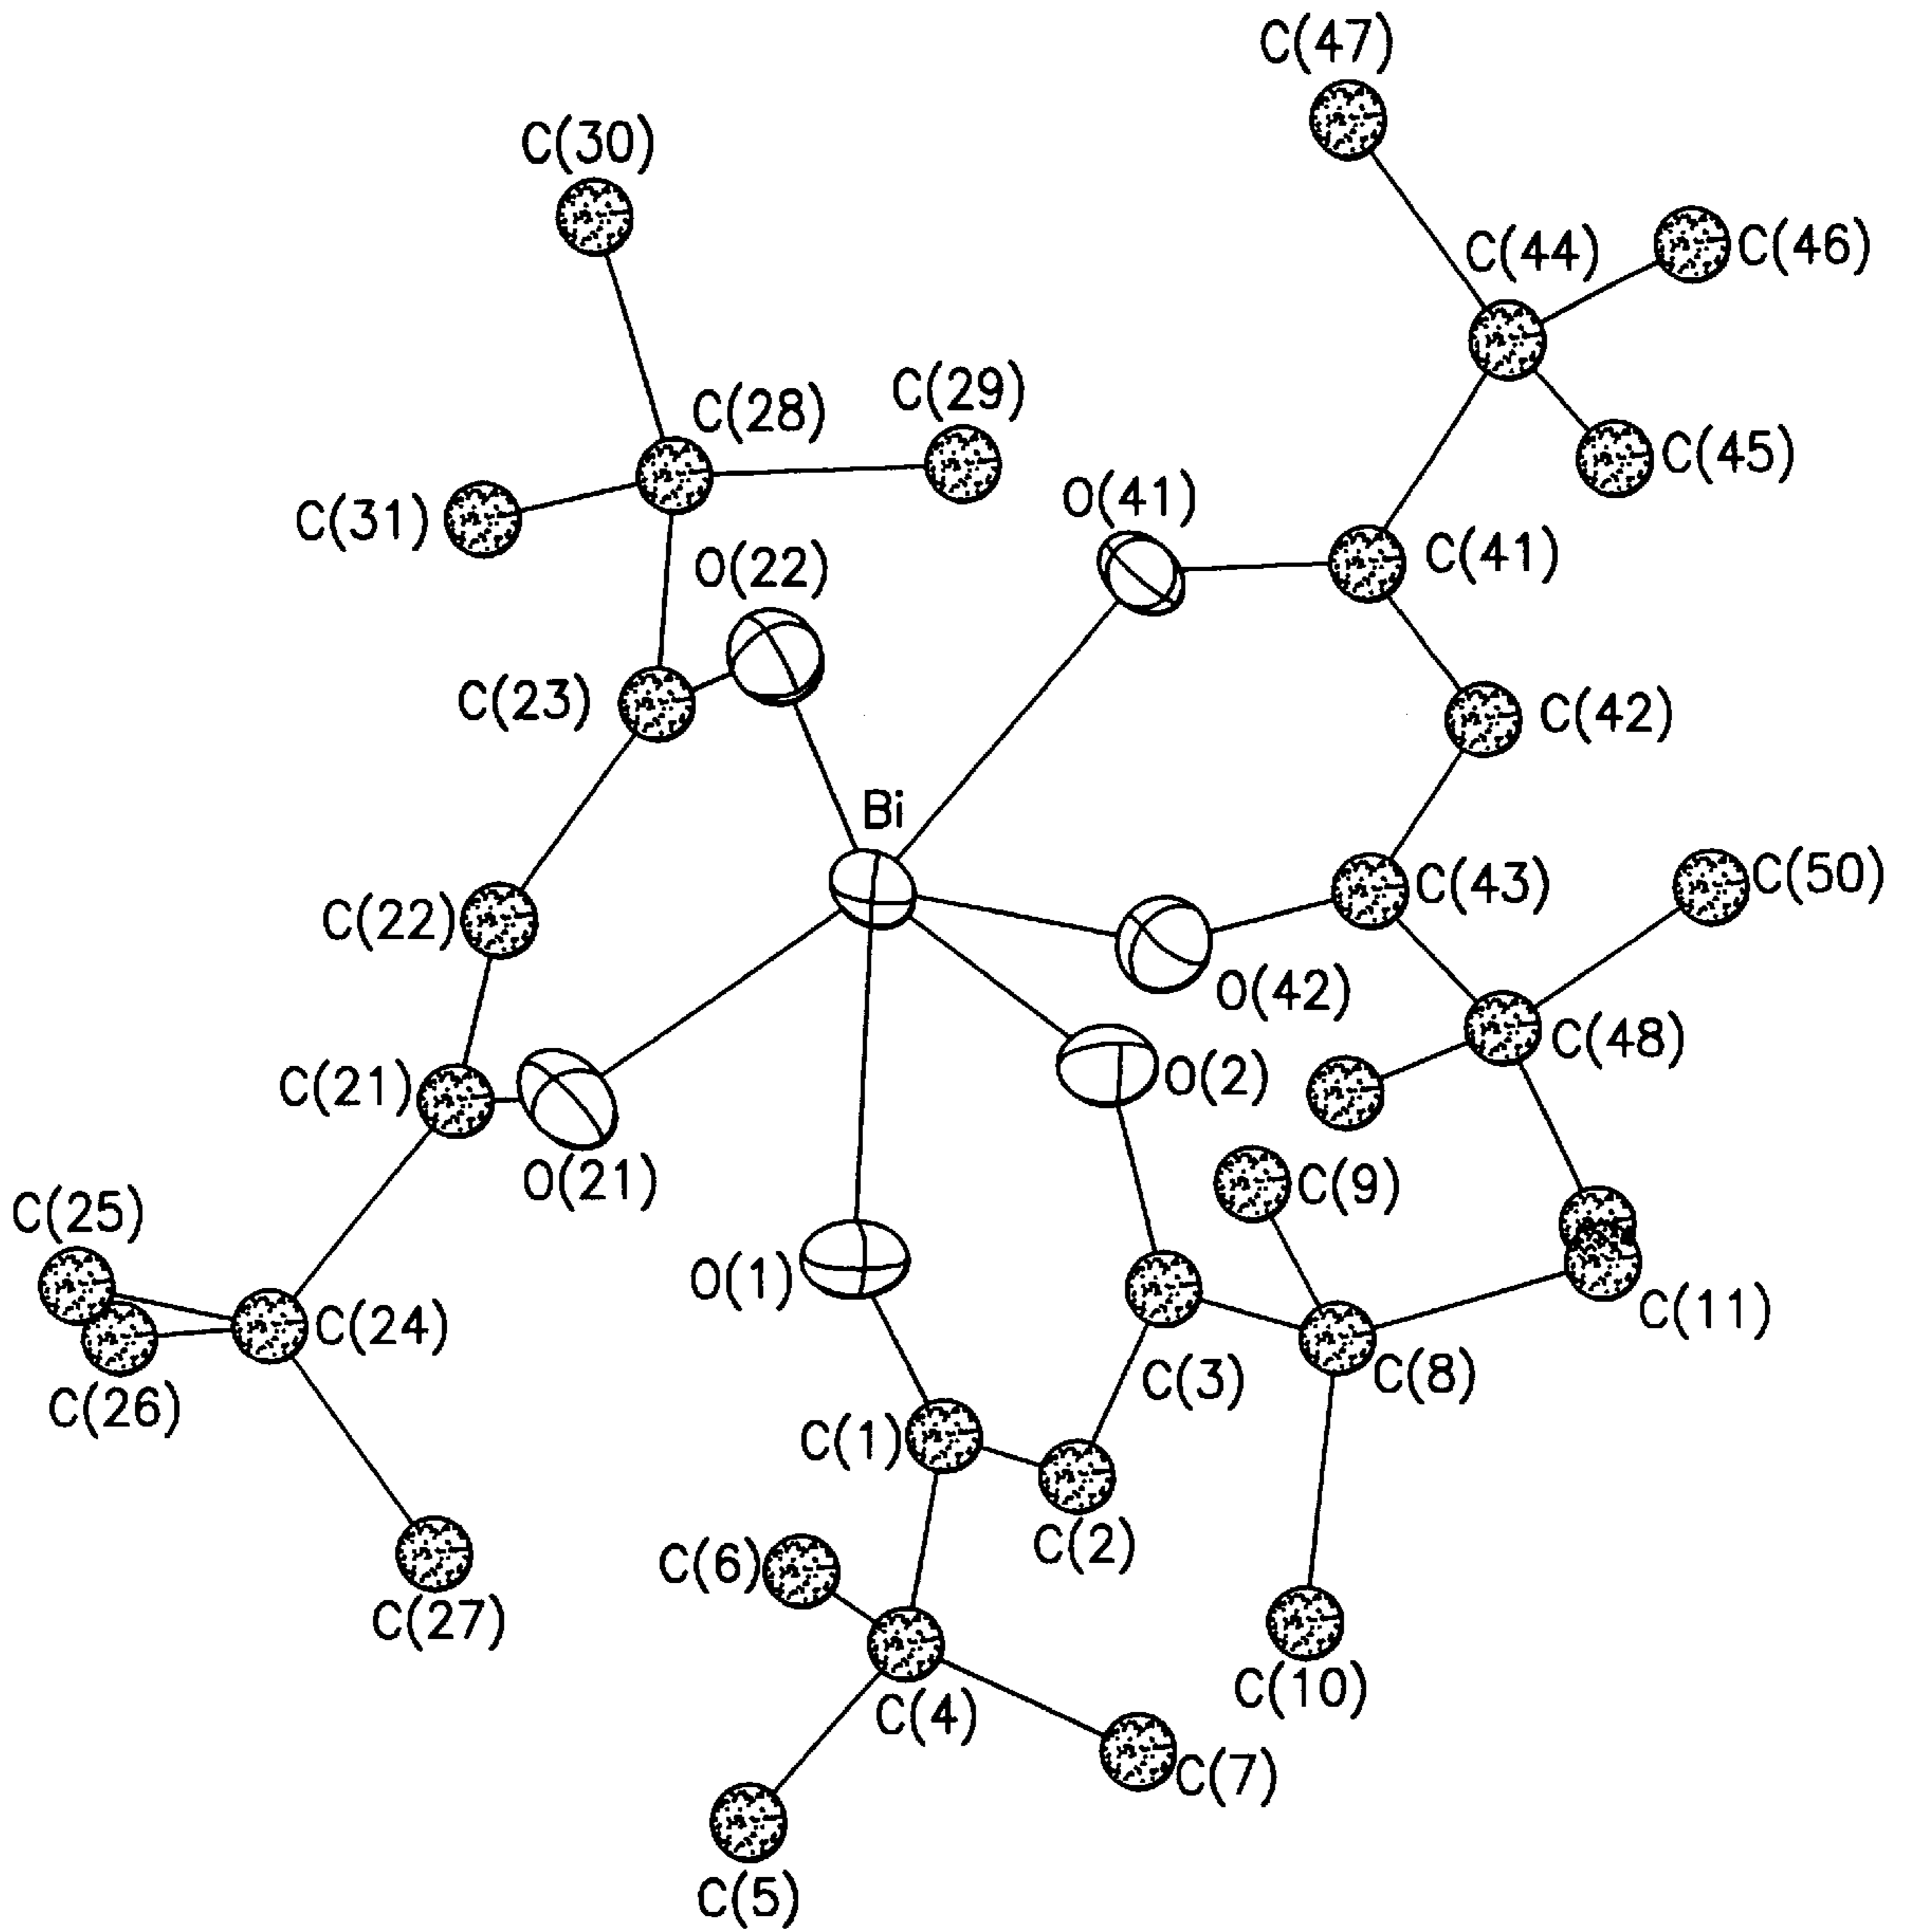 C(47)
C(30)
C(44)
C(46)
C(28)
C(29)
C(45)
O(41)
C(31)
C(41)
O(22)
C(23)
C(42)
Bi
C(43)
C(50)
C(22)
O(42)
C(48)
O(2)
C(21)
O(21)
C(9)
C(25)
O(1)
C(11)
C(24)
C(3)
C(8)
C(26)
C(1)
C(2)
C(6)
C(27)
C(10)
C(4)
C(7)
C(5)